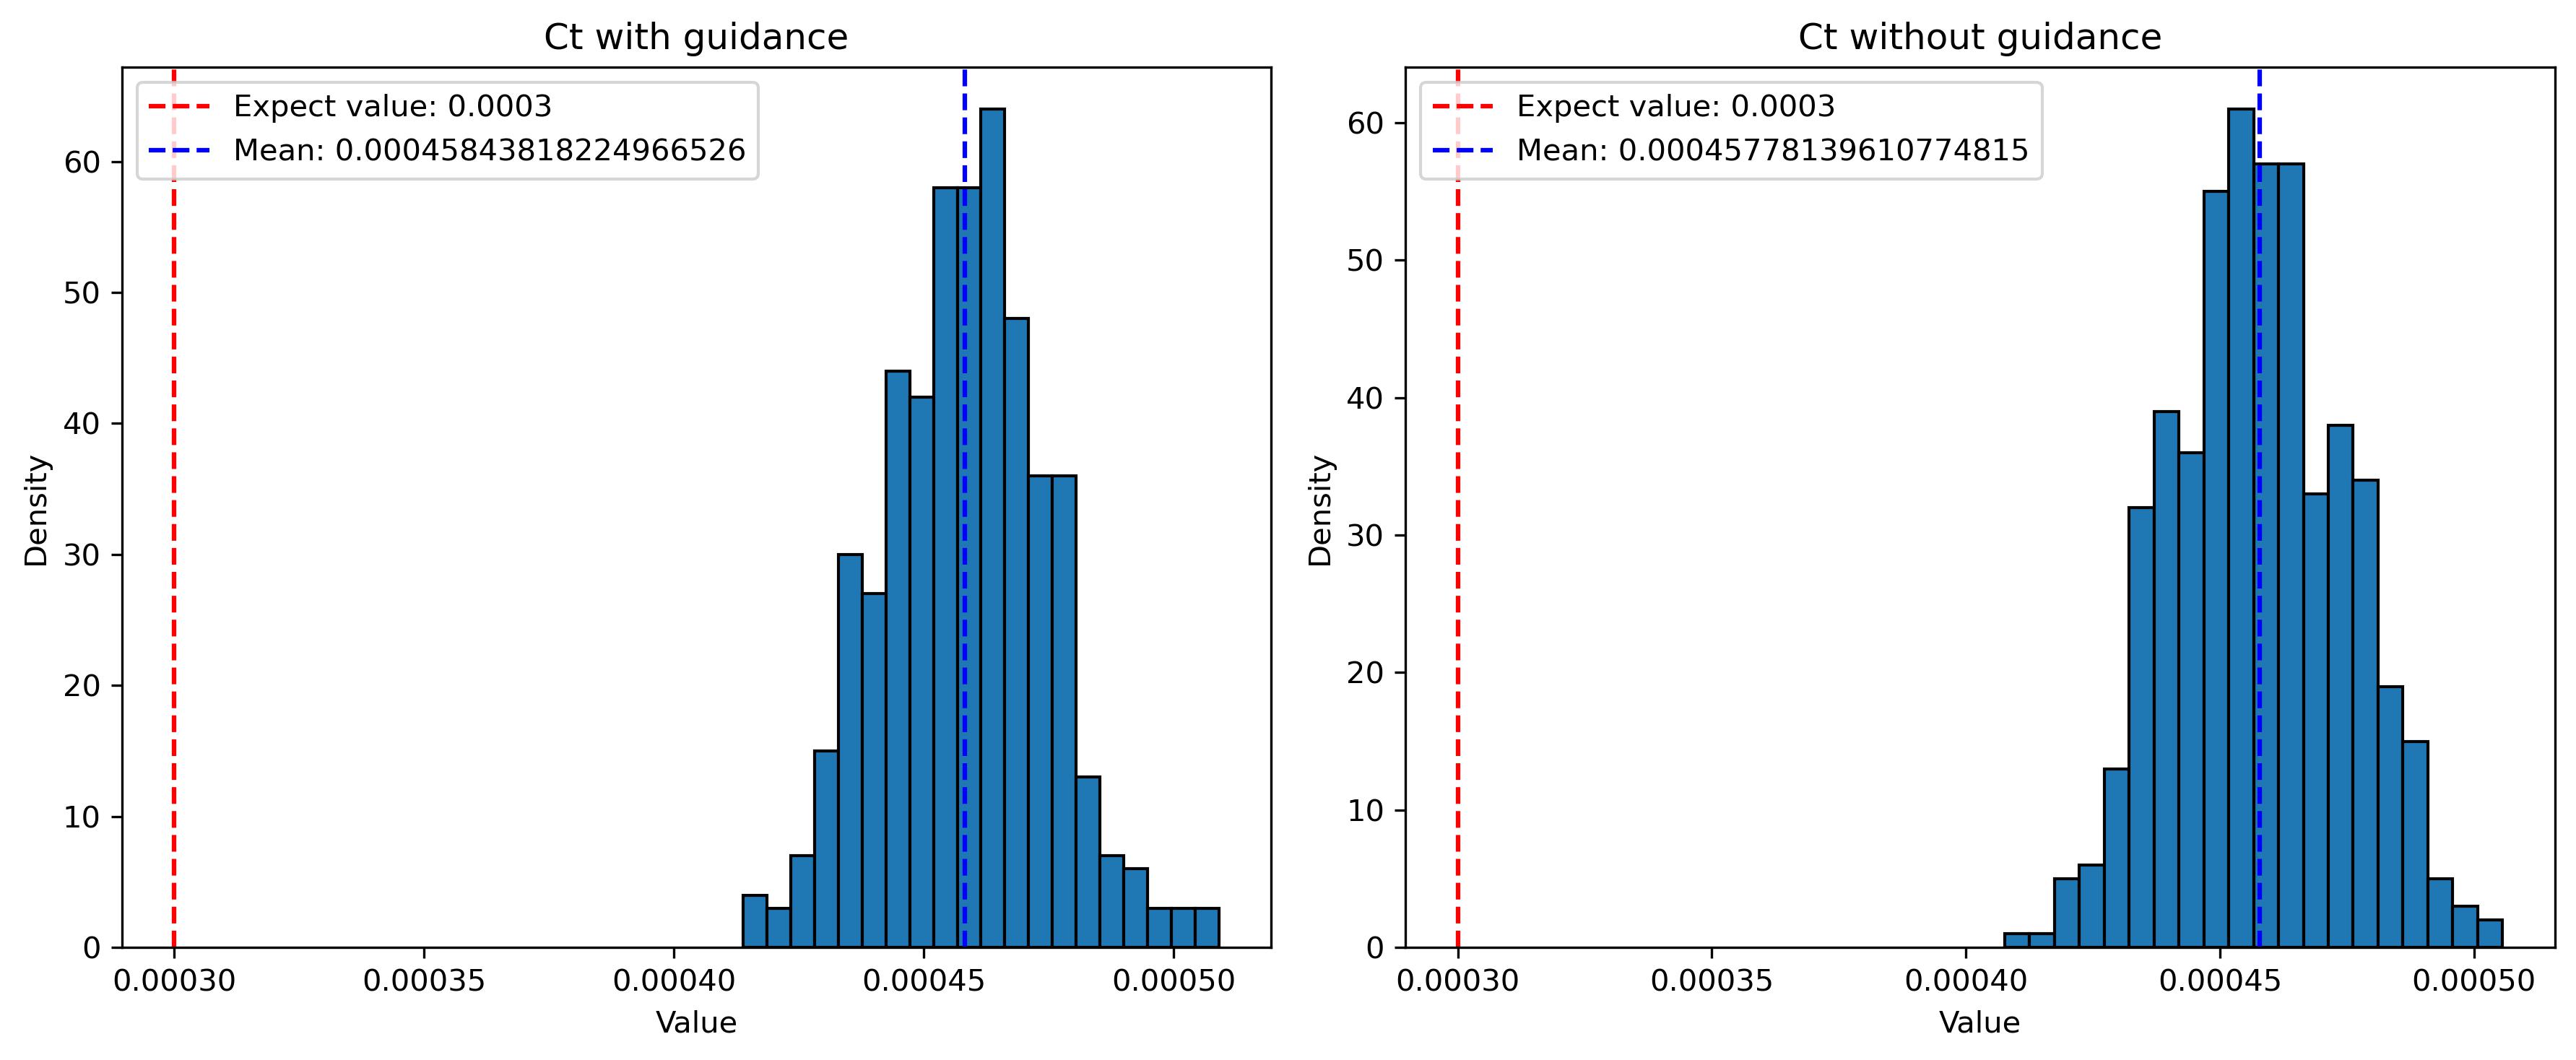 Ct with guidance
Expect value: 0.0003
Mean: 0.00045843818224966526
Density
60
50
40
30
20
10
0
0.00030 0.00035 0.00040 0.00045 0.00050
Value
Ct without guidance
Expect value: 0.0003
Mean: 0.00045778139610774815
Density
60
50
40
30
20
10
0
0.00030 0.00035 0.00040 0.00045 0.00050
Value